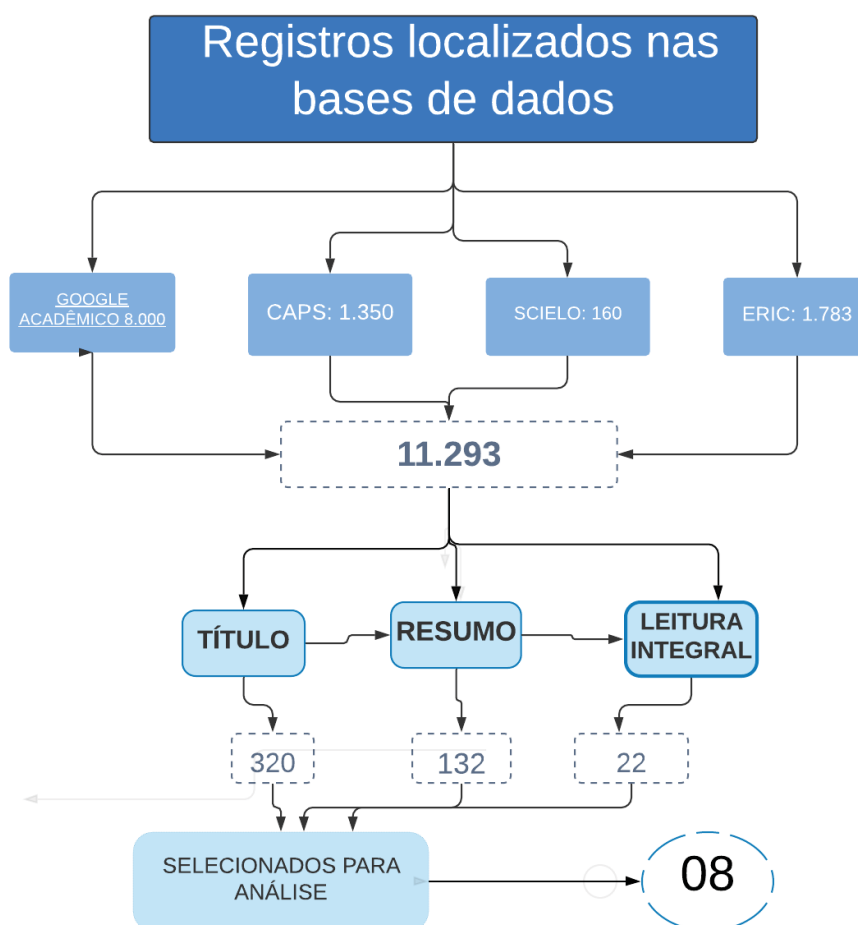 Registros localizados nas
bases de dados
GOOGLE
ACADÊMICO 8.000
CAPS: 1.350
SCIELO: 160
ERIC: 1.783
11.293
TÍTULO
RESUMO
LEITURA
INTEGRAL
320
132
22
SELECIONADOS PARA
ANÁLISE
08